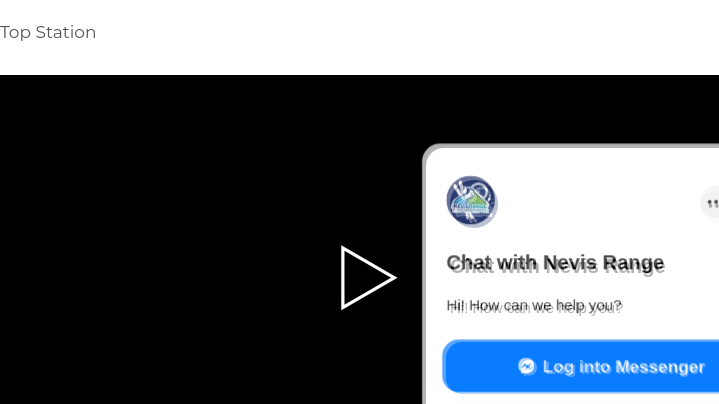 Top Station
Chat with Nevis Range
Hi! How can we help you?
Log into Messenger